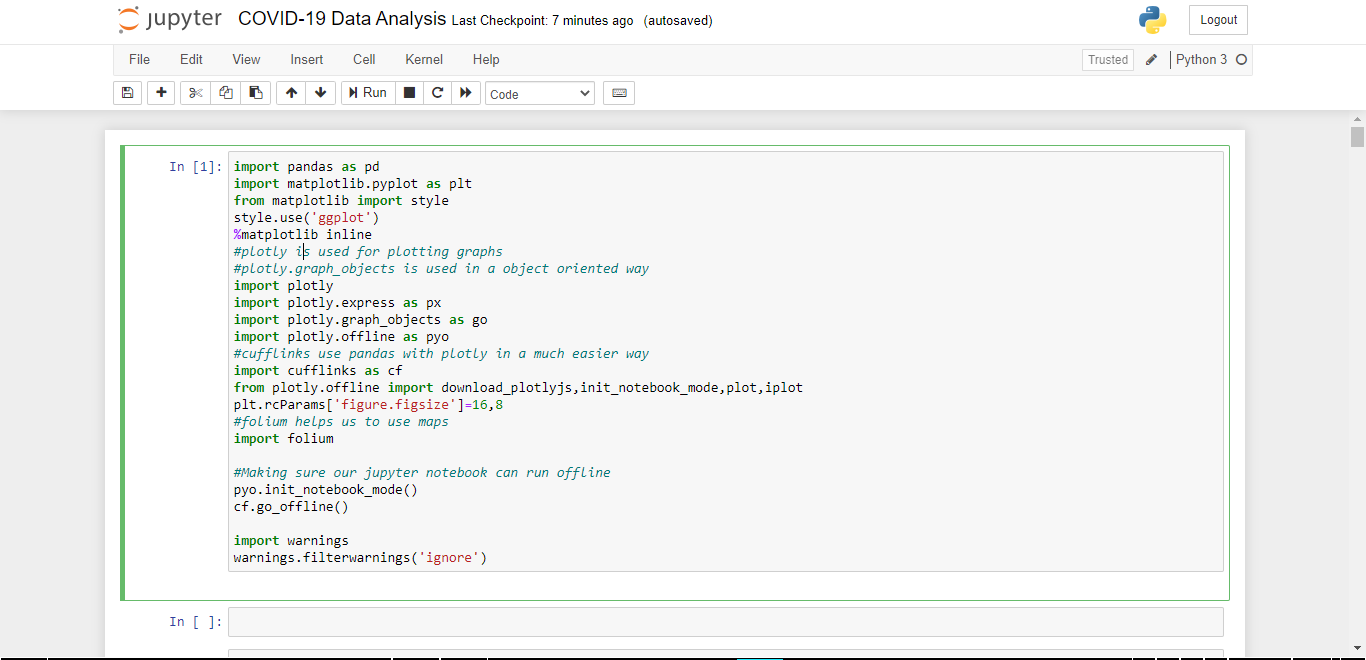 jupyter COVID-19 Data Analysis Last Checkpoint: 7 minutes ago (autosaved) Logout
File Edit View Insert Cell Kernel Help Trusted Python 3
Run Code
In [1]:
import pandas as pd
import matplotlib.pyplot as plt
from matplotlib import style
style.use('ggplot')
%matplotlib inline
#plotly is used for plotting graphs
#plotly.graph_objects is used in a object oriented way
import plotly
import plotly.express as px
import plotly.graph_objects as go
import plotly.offline as pyo
#cufflinks use pandas with plotly in a much easier way
import cufflinks as cf
from plotly.offline import download_plotlyjs,init_notebook_mode,plot,iplot
plt.rcParams['figure.figsize']=16,8
#folium helps us to use maps
import folium
#Making sure our jupyter notebook can run offline
pyo.init_notebook_mode()
cf.go_offline()
import warnings
warnings.filterwarnings('ignore')
In [ ]: